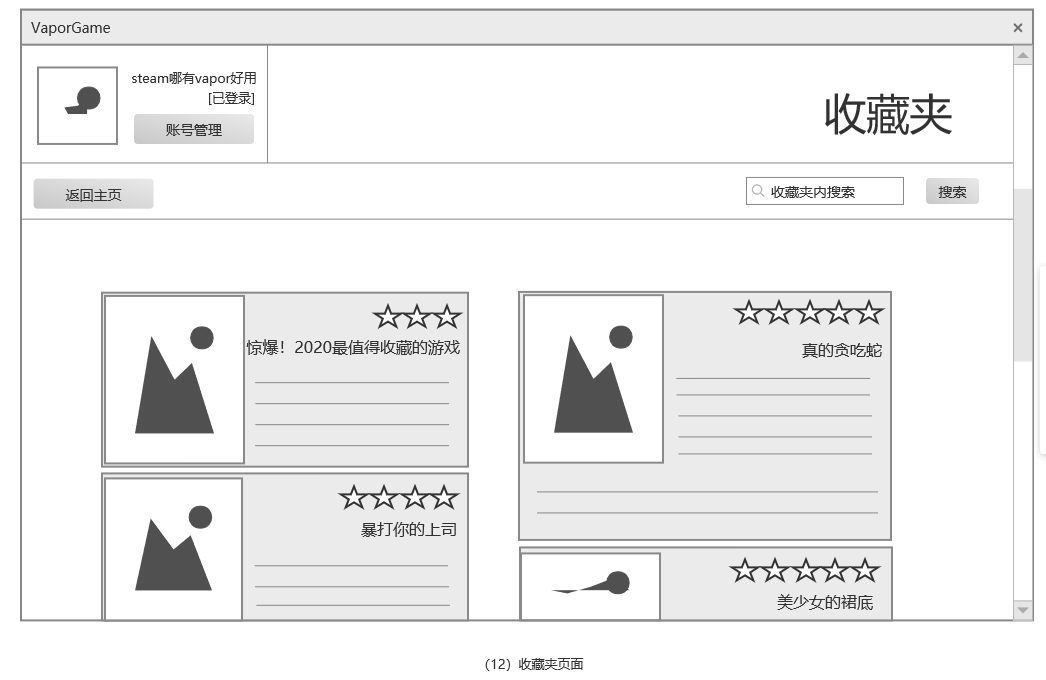 VaporGame
steam哪有vapor好用
[已登录]
账号管理
收藏夹
返回主页
收藏夹内搜索
搜索
惊爆！2020最值得收藏的游戏
真的贪吃蛇
暴打你的上司
美少女的裙底
（12）收藏夹页面